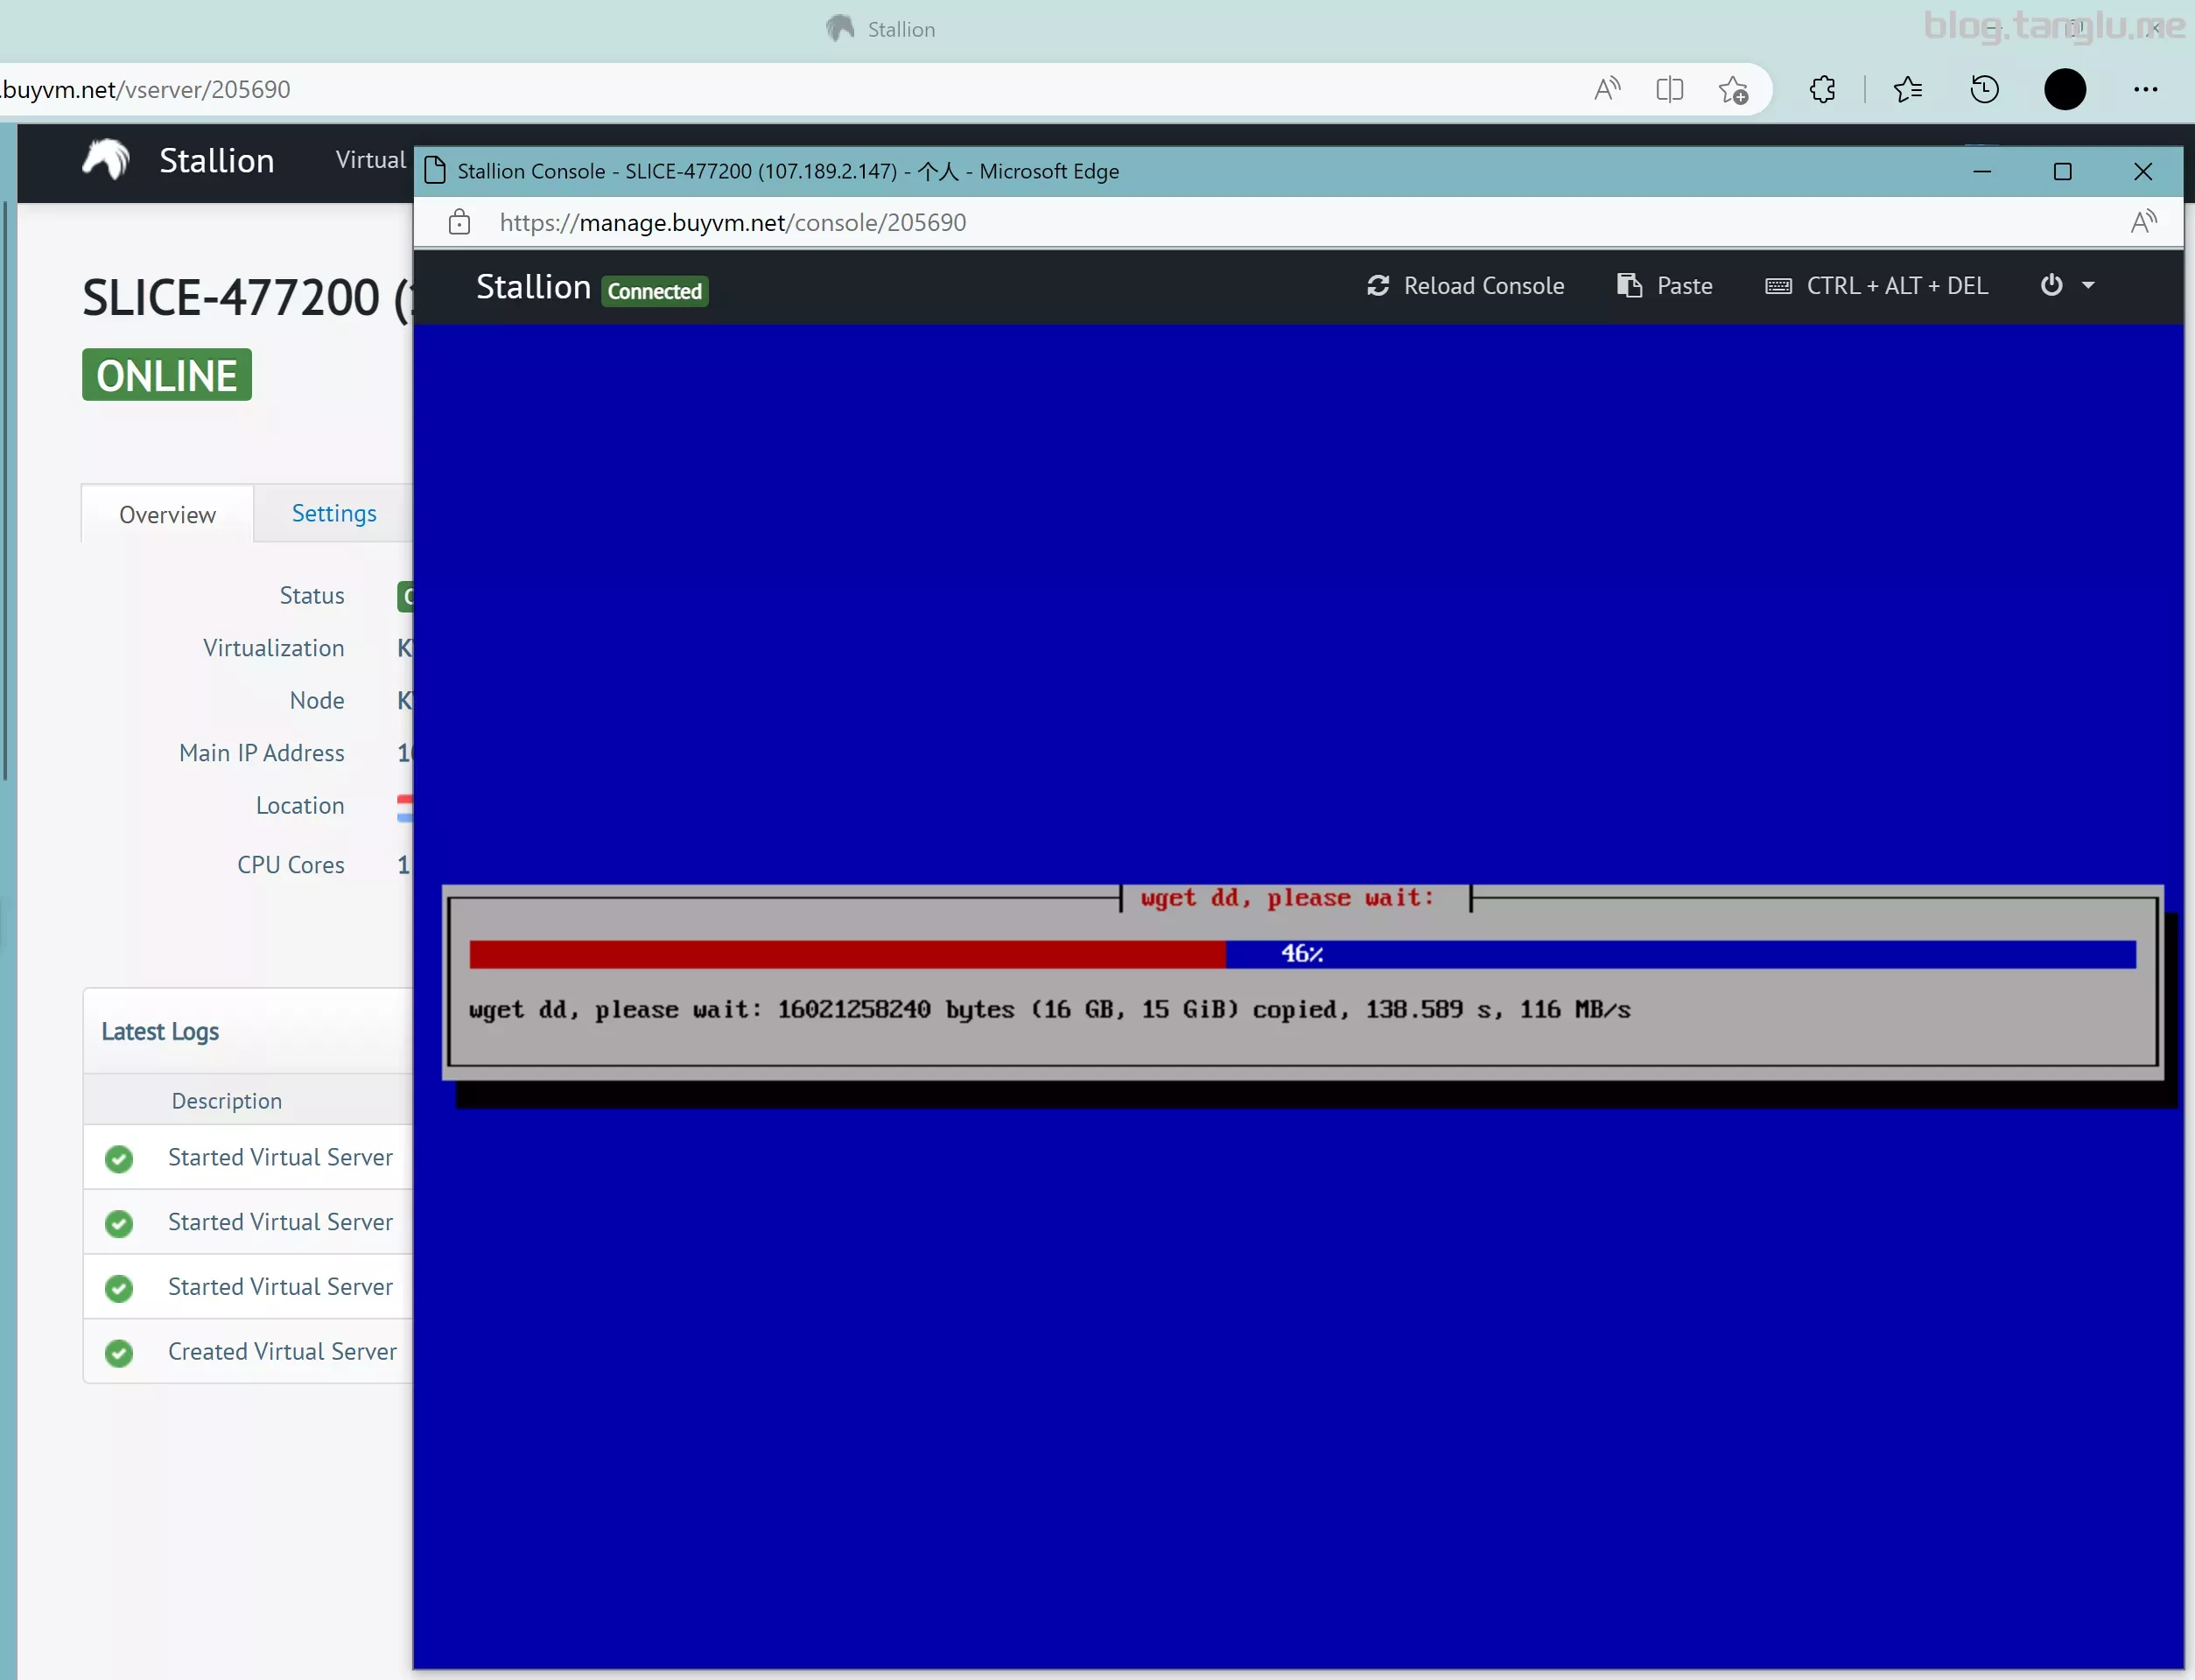 Stallion
blog.tanglu.me
.buyvm.net/vserver/205690
Stallion
Virtual
Stallion Console - SLICE-477200 (107.189.2.147) - 个人 - Microsoft Edge
https://manage.buyvm.net/console/205690
Stallion Connected
Reload Console
Paste
CTRL + ALT + DEL
SLICE-477200 (
ONLINE
Overview
Settings
Status
Virtualization
Node
Main IP Address
Location
CPU Cores 1
Latest Logs
Description
Started Virtual Server
Started Virtual Server
Started Virtual Server
Created Virtual Server
wget dd, please wait:
46%
wget dd, please wait: 16021258240 bytes (16 GB, 15 GiB) copied, 138.589 s, 116 MB/s